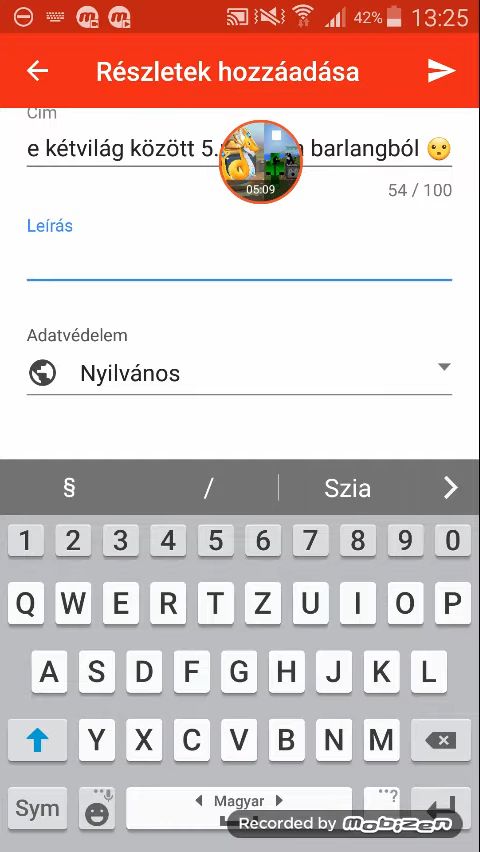 42% 13:25
Részletek hozzáadása
Cím
e kétvilág között 5. barlangból
05:09
54 / 100
Leírás
Adatvédelem
Nyilvános
§ / Szia
1 2 3 4 5 6 7 8 9 0
Q W E R T Z U I O P
A S D F G H J K L
Y X C V B N M
Sym Magyar ?
Recorded by mobizen